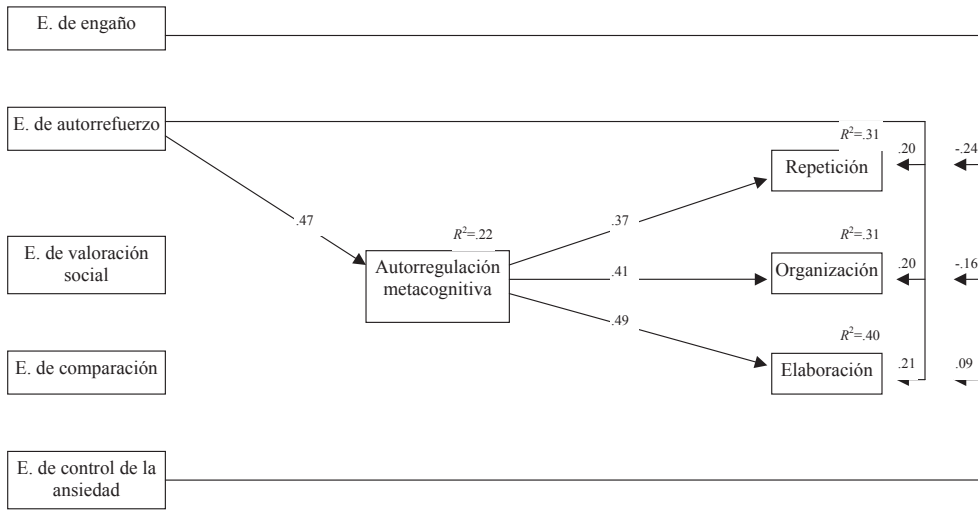 E. de engaño
E. de autorrefuerzo
R²=.31
.20
-.24
Repetición
.47
.37
E. de valoración
social
R²=.22
R²=.31
Autorregulación
metacognitiva
.41
Organización
.20
-.16
.49
R²=.40
E. de comparación
Elaboración
.21
.09
E. de control de la
ansiedad